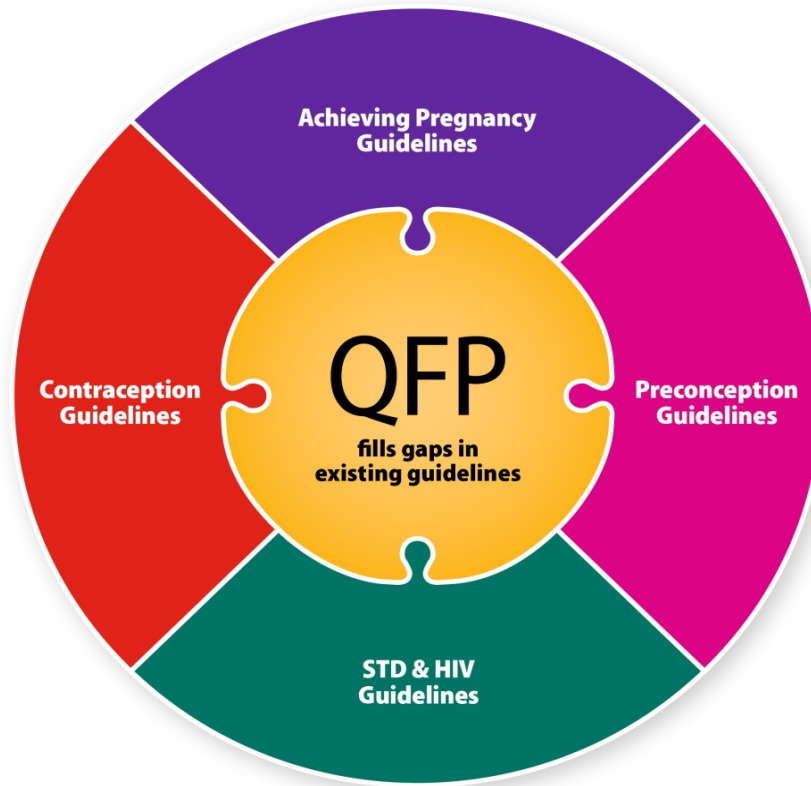 Achieving Pregnancy
Guidelines
Contraception
Guidelines
QFP
fills gaps in
existing guidelines
Preconception
Guidelines
STD & HIV
Guidelines